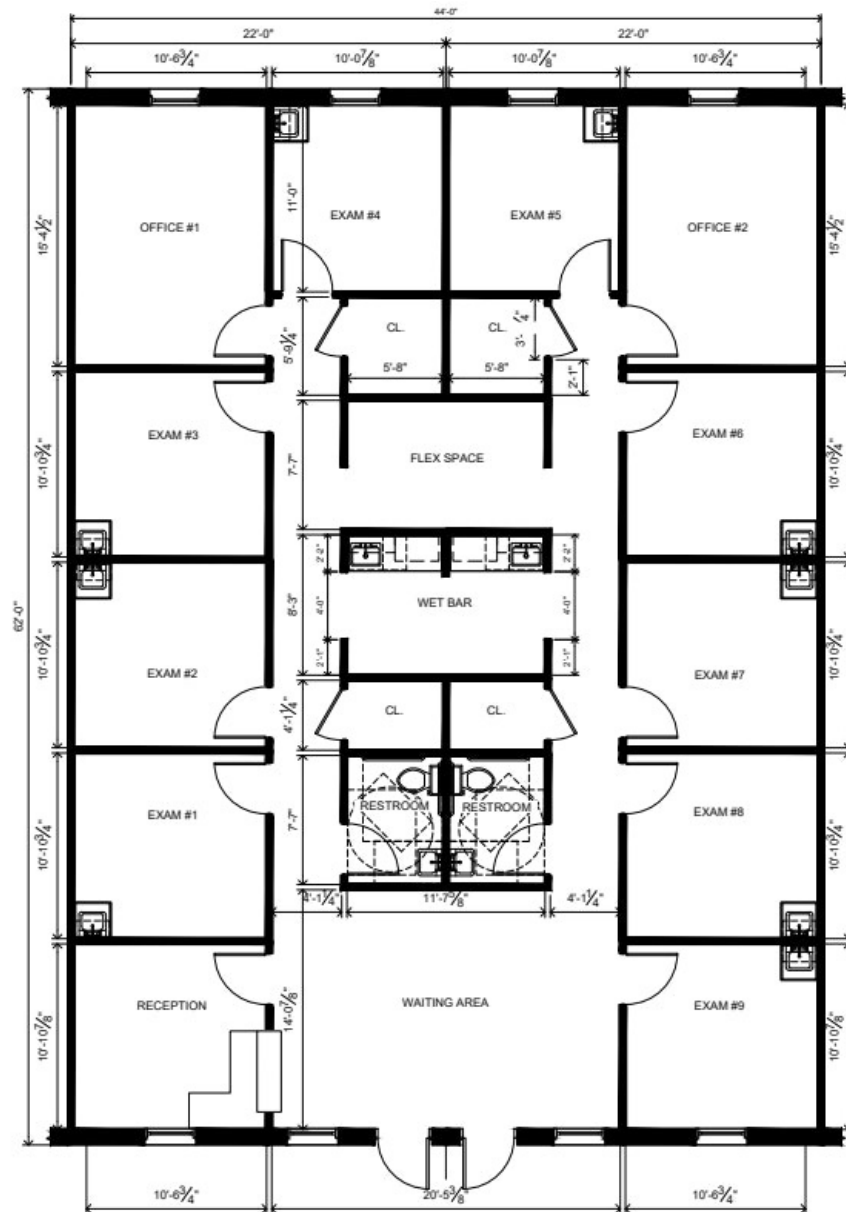 44'-0"
22'-0" 22'-0"
10'-6¾" 10'-0⅞" 10'-0⅞" 10'-6¾"
62'-0"
15'-4½"
OFFICE #1
11'-0"
EXAM #4
EXAM #5
OFFICE #2
15'-4½"
5'-9¼"
CL.
CL.
5'-8" 5'-8"
2'-1"
10'-10¾"
EXAM #3
7'-7"
FLEX SPACE
EXAM #6
10'-10¾"
2'-2" 2'-2"
8'-3"
4'-0" 4'-0"
WET BAR
2'-1" 2'-1"
10'-10¾"
EXAM #2
EXAM #7
10'-10¾"
4'-1¼"
CL.
CL.
10'-10¾"
EXAM #1
7'-7"
RESTROOM
RESTROOM
EXAM #8
10'-10¾"
4'-1¼" 11'-7⅝" 4'-1¼"
10'-10⅞"
RECEPTION
14'-0⅞"
WAITING AREA
EXAM #9
10'-10⅞"
10'-6¾" 20'-5⅜" 10'-6¾"